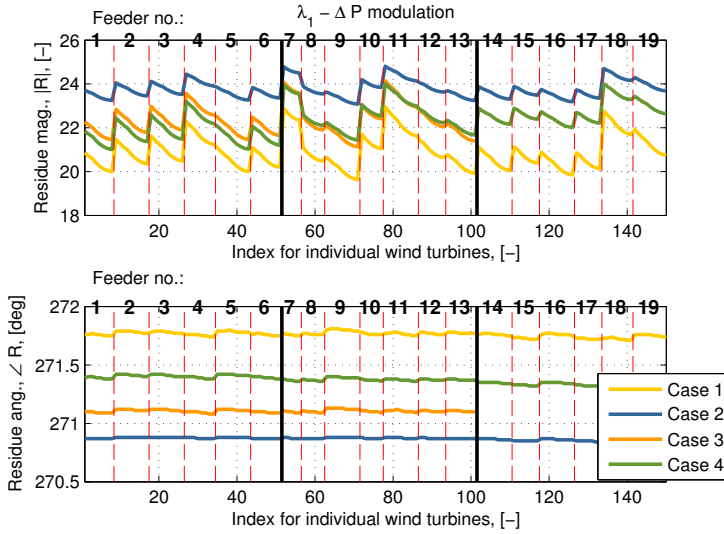 Feeder no.:
λ1 − Δ P modulation
1 2 3 4 5 6 7 8 9 10 11 12 13 14 15 16 17 18 19
Residue mag., |R|, [−]
26
24
22
20
18
20 40 60 80 100 120 140
Index for individual wind turbines, [−]
Feeder no.:
1 2 3 4 5 6 7 8 9 10 11 12 13 14 15 16 17 18 19
Residue ang., ∠ R, [deg]
272
271.5
271
270.5
20 40 60 80 100 120 140
Index for individual wind turbines, [−]
Case 1
Case 2
Case 3
Case 4